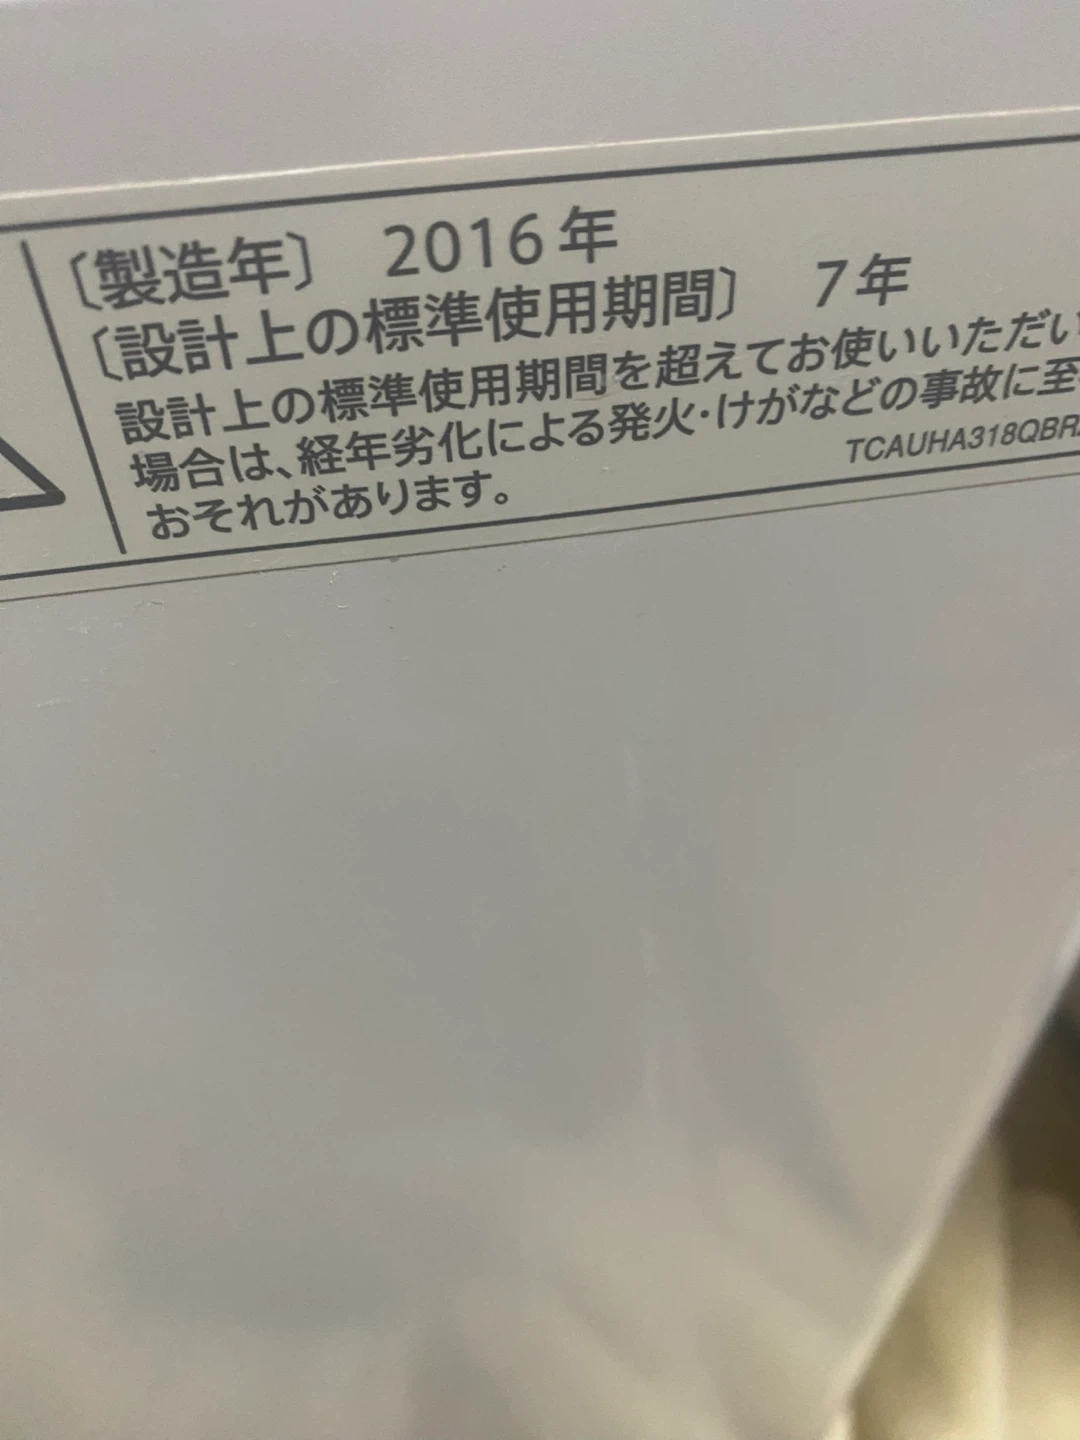 〔製造年〕 2016年
〔設計上の標準使用期間〕 7年
設計上の標準使用期間を超えてお使いいただい
場合は、経年劣化による発火・けがなどの事故に至
おそれがあります。
TCAUHA318QBR